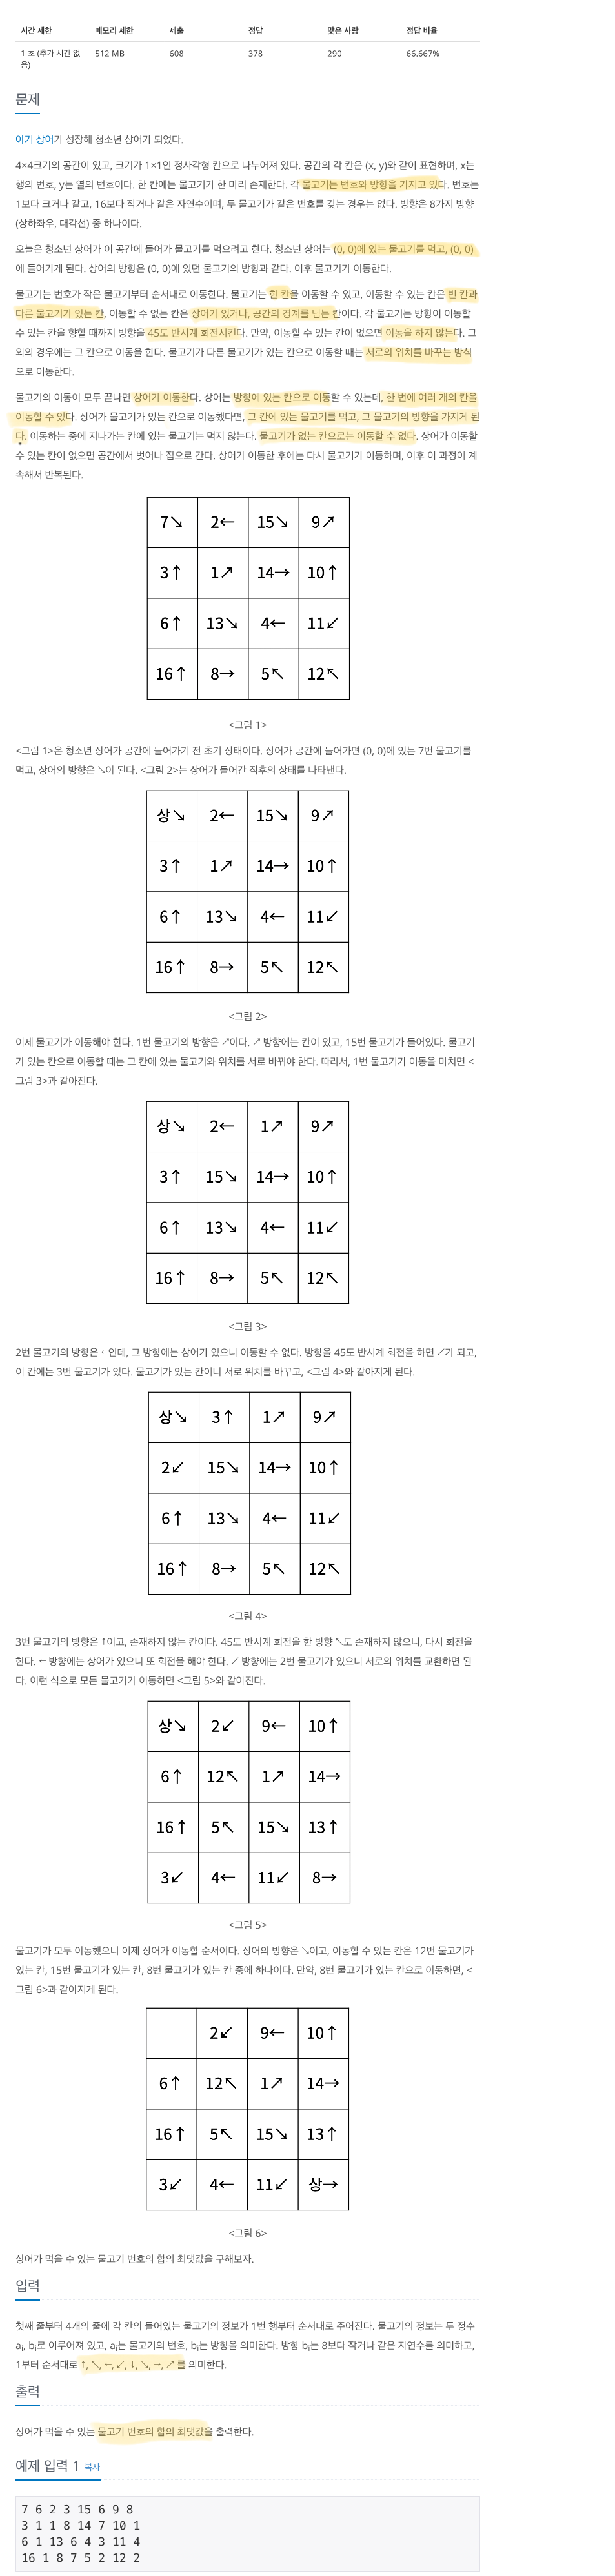 시간 제한 메모리 제한 제출 정답 맞은 사람 정답 비율
1 초 (추가 시간 없 512 MB 608 378 290 66.667%
음)
문제
아기 상어가 성장해 청소년 상어가 되었다.
4×4크기의 공간이 있고, 크기가 1×1인 정사각형 칸으로 나누어져 있다. 공간의 각 칸은 (x, y)와 같이 표현하며, x는
행의 번호, y는 열의 번호이다. 한 칸에는 물고기가 한 마리 존재한다. 각 물고기는 번호와 방향을 가지고 있다. 번호는
1보다 크거나 같고, 16보다 작거나 같은 자연수이며, 두 물고기가 같은 번호를 갖는 경우는 없다. 방향은 8가지 방향
(상하좌우, 대각선) 중 하나이다.
오늘은 청소년 상어가 이 공간에 들어가 물고기를 먹으려고 한다. 청소년 상어는 (0, 0)에 있는 물고기를 먹고, (0, 0)
에 들어가게 된다. 상어의 방향은 (0, 0)에 있던 물고기의 방향과 같다. 이후 물고기가 이동한다.
물고기는 번호가 작은 물고기부터 순서대로 이동한다. 물고기는 한 칸을 이동할 수 있고, 이동할 수 있는 칸은 빈 칸과
다른 물고기가 있는 칸, 이동할 수 없는 칸은 상어가 있거나, 공간의 경계를 넘는 칸이다. 각 물고기는 방향이 이동할
수 있는 칸을 향할 때까지 방향을 45도 반시계 회전시킨다. 만약, 이동할 수 있는 칸이 없으면 이동을 하지 않는다. 그
외의 경우에는 그 칸으로 이동을 한다. 물고기가 다른 물고기가 있는 칸으로 이동할 때는 서로의 위치를 바꾸는 방식
으로 이동한다.
물고기의 이동이 모두 끝나면 상어가 이동한다. 상어는 방향에 있는 칸으로 이동할 수 있는데, 한 번에 여러 개의 칸을
이동할 수 있다. 상어가 물고기가 있는 칸으로 이동했다면, 그 칸에 있는 물고기를 먹고, 그 물고기의 방향을 가지게 된
다. 이동하는 중에 지나가는 칸에 있는 물고기는 먹지 않는다. 물고기가 없는 칸으로는 이동할 수 없다. 상어가 이동할
수 있는 칸이 없으면 공간에서 벗어나 집으로 간다. 상어가 이동한 후에는 다시 물고기가 이동하며, 이후 이 과정이 계
속해서 반복된다.
7↘ 2← 15↘ 9↗
3↑ 1↗ 14→ 10↑
6↑ 13↘ 4← 11↙
16↑ 8→ 5↖ 12↖
<그림 1>
<그림 1>은 청소년 상어가 공간에 들어가기 전 초기 상태이다. 상어가 공간에 들어가면 (0, 0)에 있는 7번 물고기를
먹고, 상어의 방향은 ↘이 된다. <그림 2>는 상어가 들어간 직후의 상태를 나타낸다.
상↘ 2← 15↘ 9↗
3↑ 1↗ 14→ 10↑
6↑ 13↘ 4← 11↙
16↑ 8→ 5↖ 12↖
<그림 2>
이제 물고기가 이동해야 한다. 1번 물고기의 방향은 ↗이다. ↗ 방향에는 칸이 있고, 15번 물고기가 들어있다. 물고기
가 있는 칸으로 이동할 때는 그 칸에 있는 물고기와 위치를 서로 바꿔야 한다. 따라서, 1번 물고기가 이동을 마치면 <
그림 3>과 같아진다.
상↘ 2← 1↗ 9↗
3↑ 15↘ 14→ 10↑
6↑ 13↘ 4← 11↙
16↑ 8→ 5↖ 12↖
<그림 3>
2번 물고기의 방향은 ←인데, 그 방향에는 상어가 있으니 이동할 수 없다. 방향을 45도 반시계 회전을 하면 ↙가 되고,
이 칸에는 3번 물고기가 있다. 물고기가 있는 칸이니 서로 위치를 바꾸고, <그림 4>와 같아지게 된다.
상↘ 3↑ 1↗ 9↗
2↙ 15↘ 14→ 10↑
6↑ 13↘ 4← 11↙
16↑ 8→ 5↖ 12↖
<그림 4>
3번 물고기의 방향은 ↑이고, 존재하지 않는 칸이다. 45도 반시계 회전을 한 방향 ↖도 존재하지 않으니, 다시 회전을
한다. ← 방향에는 상어가 있으니 또 회전을 해야 한다. ↙ 방향에는 2번 물고기가 있으니 서로의 위치를 교환하면 된
다. 이런 식으로 모든 물고기가 이동하면 <그림 5>와 같아진다.
상↘ 2↙ 9← 10↑
6↑ 12↖ 1↗ 14→
16↑ 5↖ 15↘ 13↑
3↙ 4← 11↙ 8→
<그림 5>
물고기가 모두 이동했으니 이제 상어가 이동할 순서이다. 상어의 방향은 ↘이고, 이동할 수 있는 칸은 12번 물고기가
있는 칸, 15번 물고기가 있는 칸, 8번 물고기가 있는 칸 중에 하나이다. 만약, 8번 물고기가 있는 칸으로 이동하면, <
그림 6>과 같아지게 된다.
2↙ 9← 10↑
6↑ 12↖ 1↗ 14→
16↑ 5↖ 15↘ 13↑
3↙ 4← 11↙ 상→
<그림 6>
상어가 먹을 수 있는 물고기 번호의 합의 최댓값을 구해보자.
입력
첫째 줄부터 4개의 줄에 각 칸의 들어있는 물고기의 정보가 1번 행부터 순서대로 주어진다. 물고기의 정보는 두 정수
ai, bi로 이루어져 있고, ai는 물고기의 번호, bi는 방향을 의미한다. 방향 bi는 8보다 작거나 같은 자연수를 의미하고,
1부터 순서대로 ↑, ↖, ←, ↙, ↓, ↘, →, ↗ 를 의미한다.
출력
상어가 먹을 수 있는 물고기 번호의 합의 최댓값을 출력한다.
예제 입력 1 복사
7 6 2 3 15 6 9 8
3 1 1 8 14 7 10 1
6 1 13 6 4 3 11 4
16 1 8 7 5 2 12 2